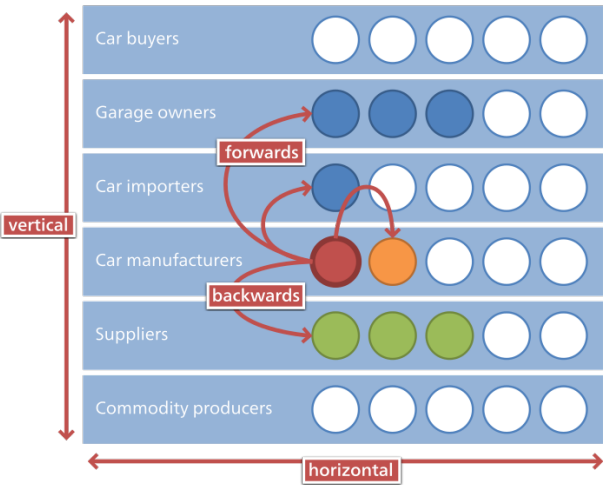 Car buyers
Garage owners
forwards
Car importers
vertical
Car manufacturers
backwards
Suppliers
Commodity producers
horizontal